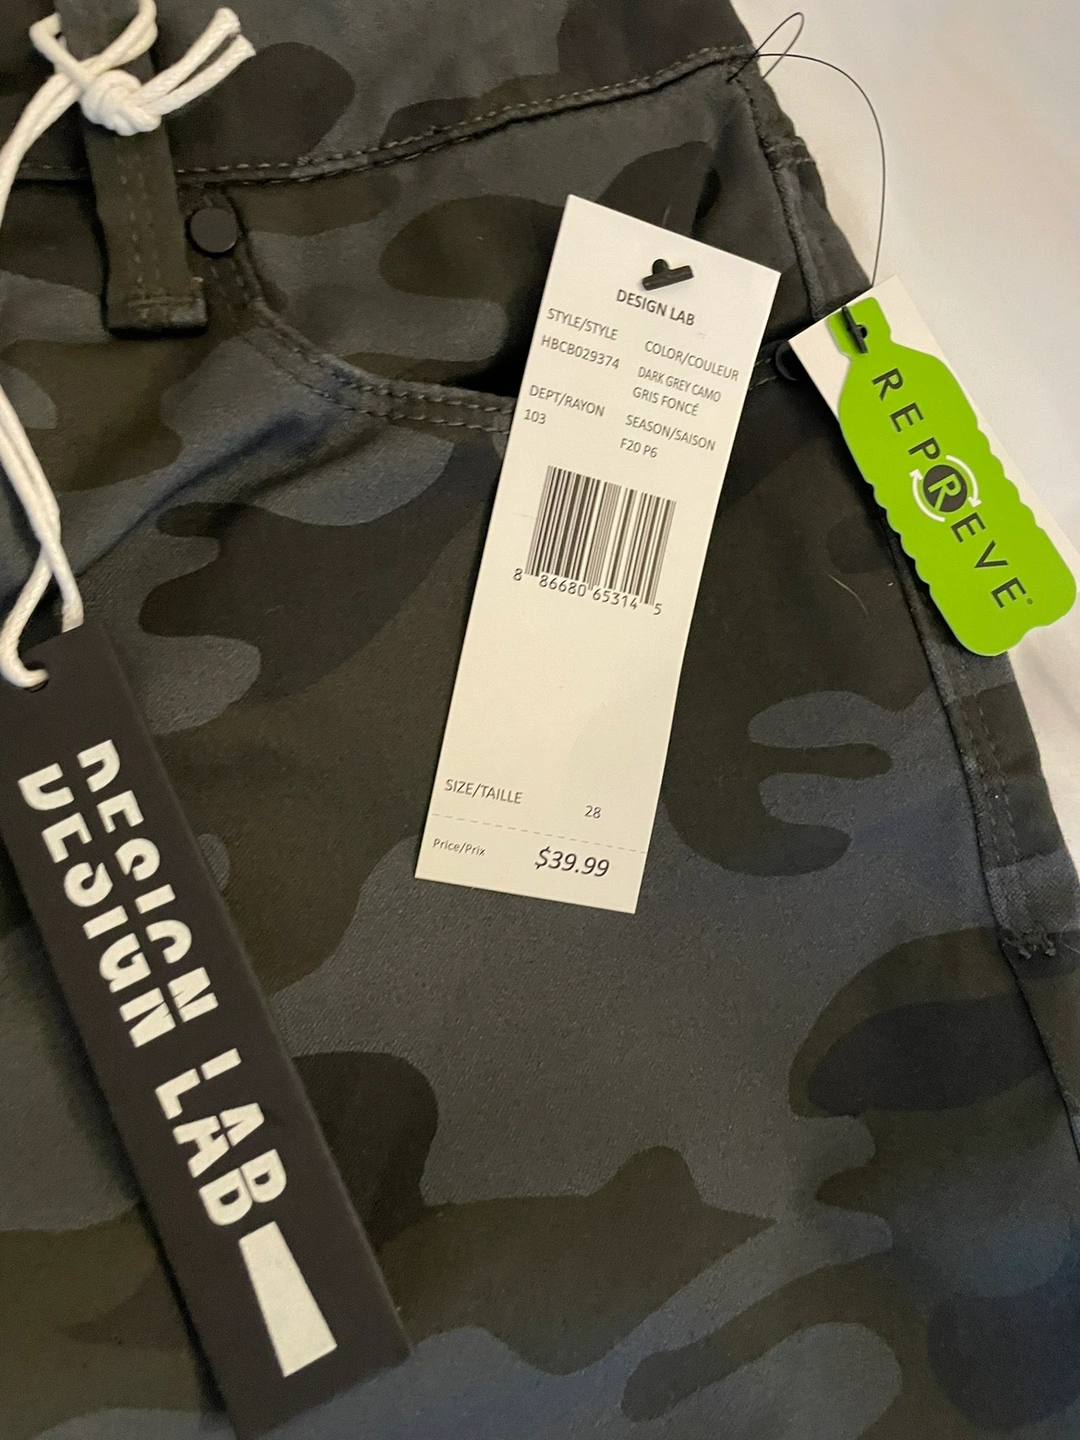 DESIGN LAB
STYLE/STYLE
HBCB029374
COLOR/COULEUR
DARK GREY CAMO
GRIS FONCÉ
DEPT/RAYON
103
SEASON/SAISON
F20 P6
8 86680 65314 5
SIZE/TAILLE
28
Price/Prix $39.99
REPREVE®
DESIGN
DESIGN LAB